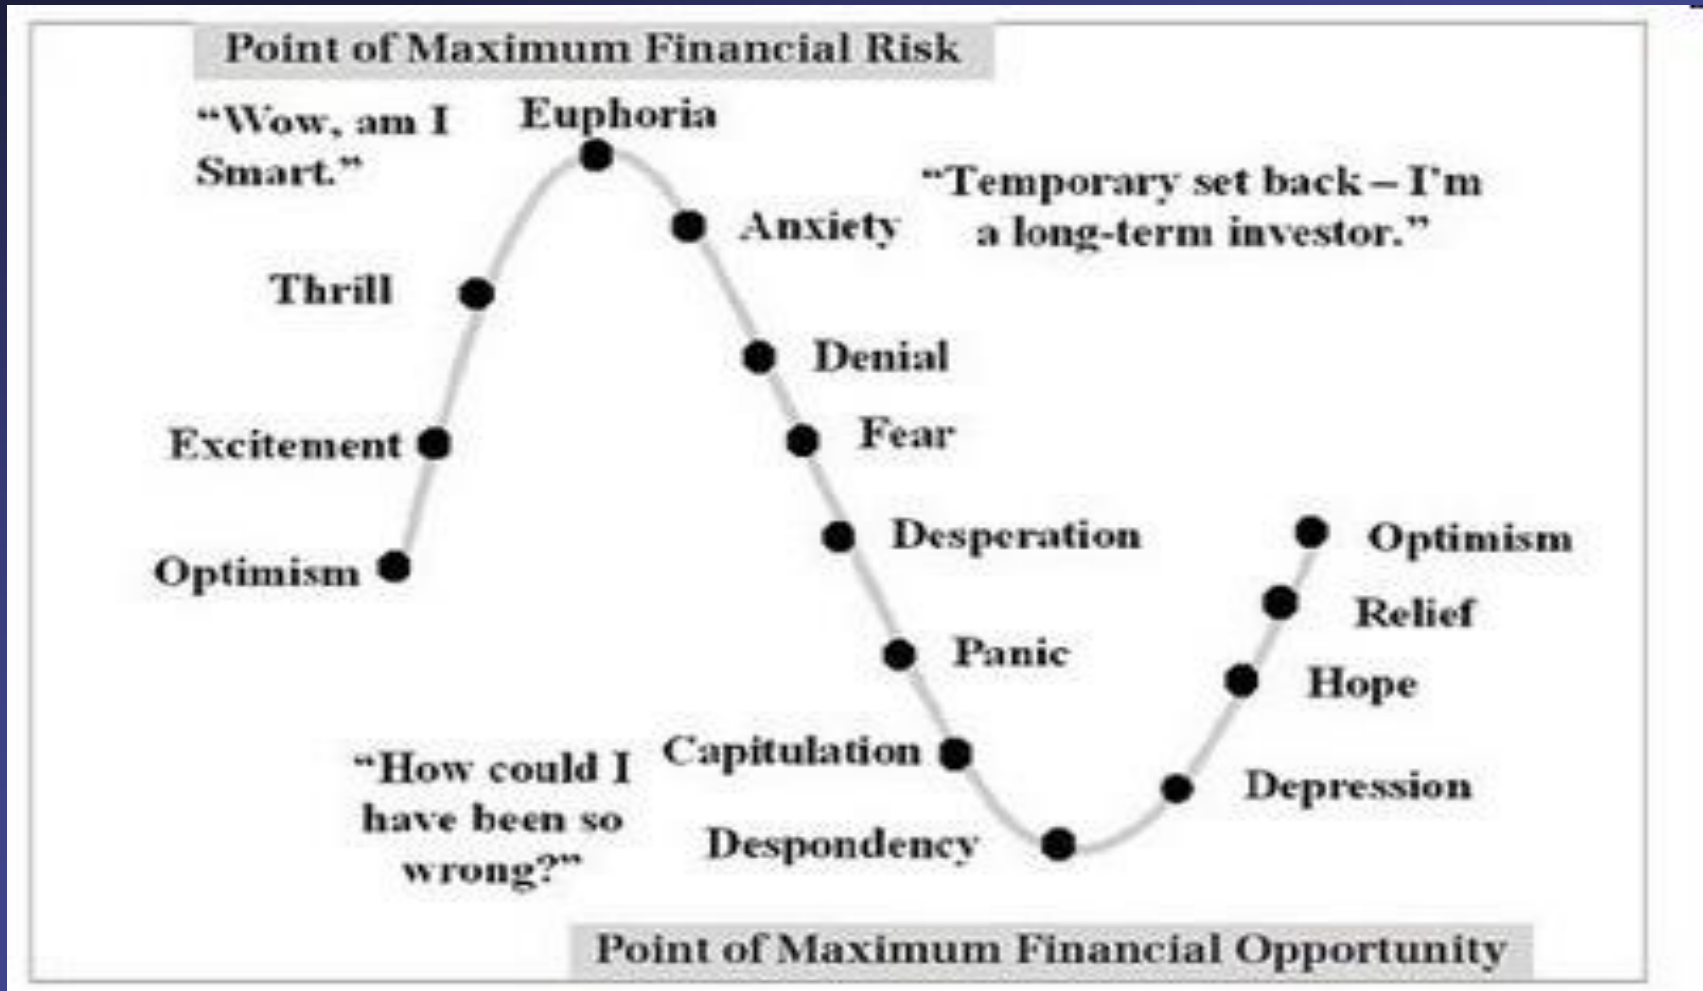 Point of Maximum Financial Risk
“Wow, am I
Smart.”
Euphoria
“Temporary set back – I’m
a long-term investor.”
Anxiety
Thrill
Denial
Excitement
Fear
Optimism
Desperation
Optimism
Relief
Panic
Hope
“How could I
have been so
wrong?”
Capitulation
Depression
Despondency
Point of Maximum Financial Opportunity